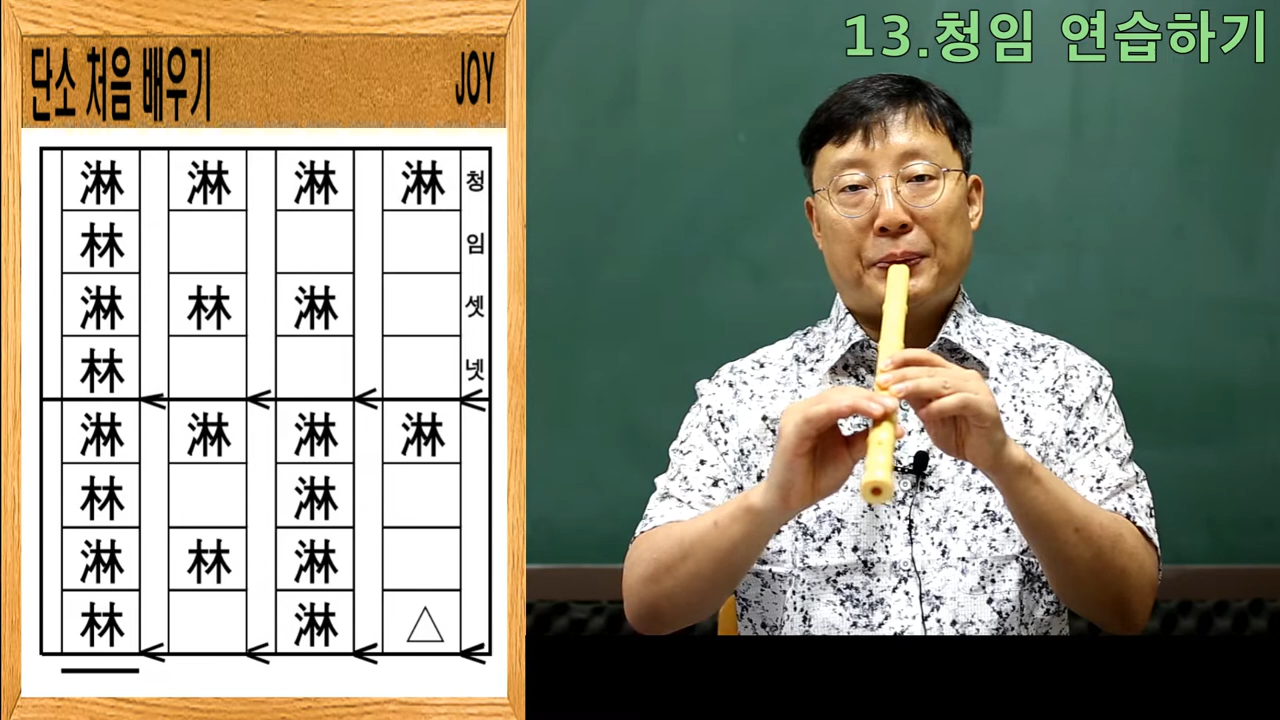 단소 처음 배우기 JOY
13.청임 연습하기
淋 淋 淋 淋 청
林 임
淋 林 淋 셋
林 넷
淋 淋 淋 淋
林 淋
淋 林 淋
林 淋 △